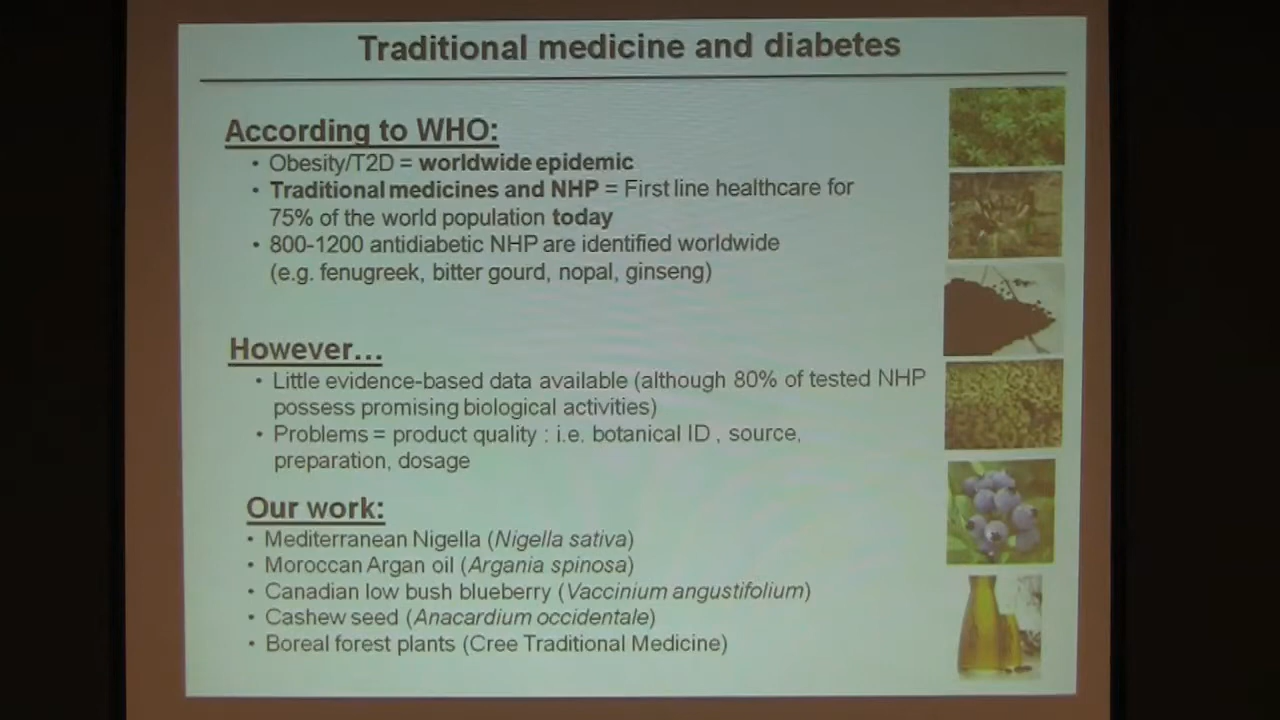 Traditional medicine and diabetes
According to WHO:
• Obesity/T2D = worldwide epidemic
• Traditional medicines and NHP = First line healthcare for
75% of the world population today
• 800-1200 antidiabetic NHP are identified worldwide
(e.g. fenugreek, bitter gourd, nopal, ginseng)
However...
• Little evidence-based data available (although 80% of tested NHP
possess promising biological activities)
• Problems = product quality : i.e. botanical ID , source,
preparation, dosage
Our work:
• Mediterranean Nigella (Nigella sativa)
• Moroccan Argan oil (Argania spinosa)
• Canadian low bush blueberry (Vaccinium angustifolium)
• Cashew seed (Anacardium occidentale)
• Boreal forest plants (Cree Traditional Medicine)